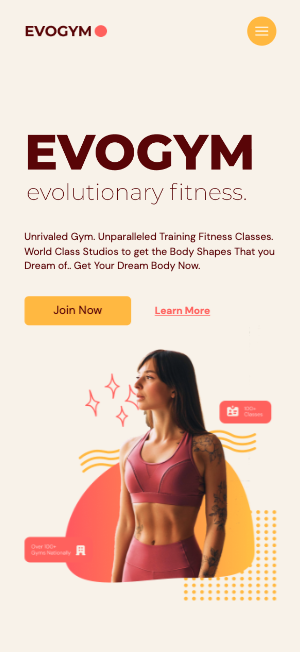 EVOGYM
EVOGYM
evolutionary fitness.
Unrivaled Gym. Unparalleled Training Fitness Classes.
World Class Studios to get the Body Shapes That you
Dream of.. Get Your Dream Body Now.
Join Now
Learn More
100+
Classes
Over 100+
Gyms Nationally